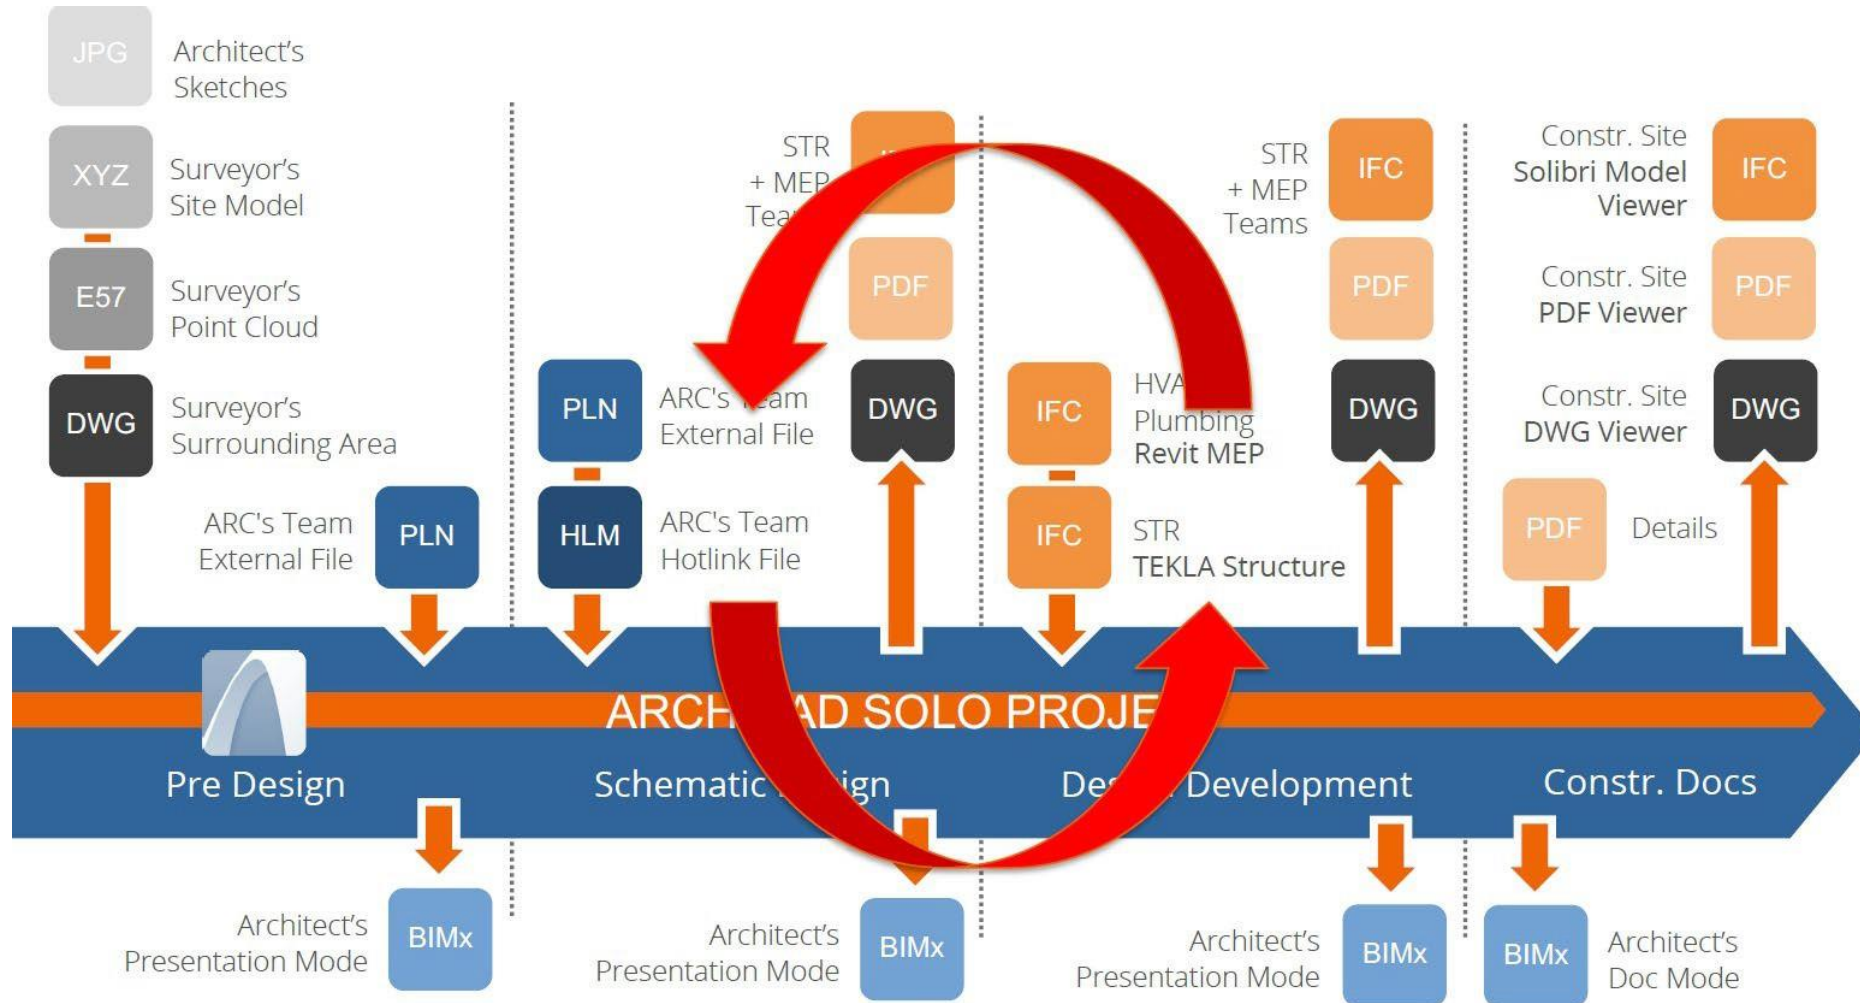 JPG
Architect's
Sketches
XYZ
Surveyor's
Site Model
E57
Surveyor's
Point Cloud
DWG
Surveyor's
Surrounding Area
ARC's Team
External File
PLN
STR
+ MEP
PDF
PLN
ARC's Team
External File
DWG
HLM
ARC's Team
Hotlink File
STR
+ MEP
Teams
IFC
PDF
IFC
Plumbing
Revit MEP
DWG
IFC
STR
TEKLA Structure
Constr. Site
Solibri Model
Viewer
IFC
Constr. Site
PDF Viewer
PDF
Constr. Site
DWG Viewer
DWG
PDF
Details
SOLO
Pre Design
Schematic
Development
Constr. Docs
Architect's
Presentation Mode
BIMx
Architect's
Presentation Mode
BIMx
Architect's
Presentation Mode
BIMx
BIMx
Architect's
Doc Mode